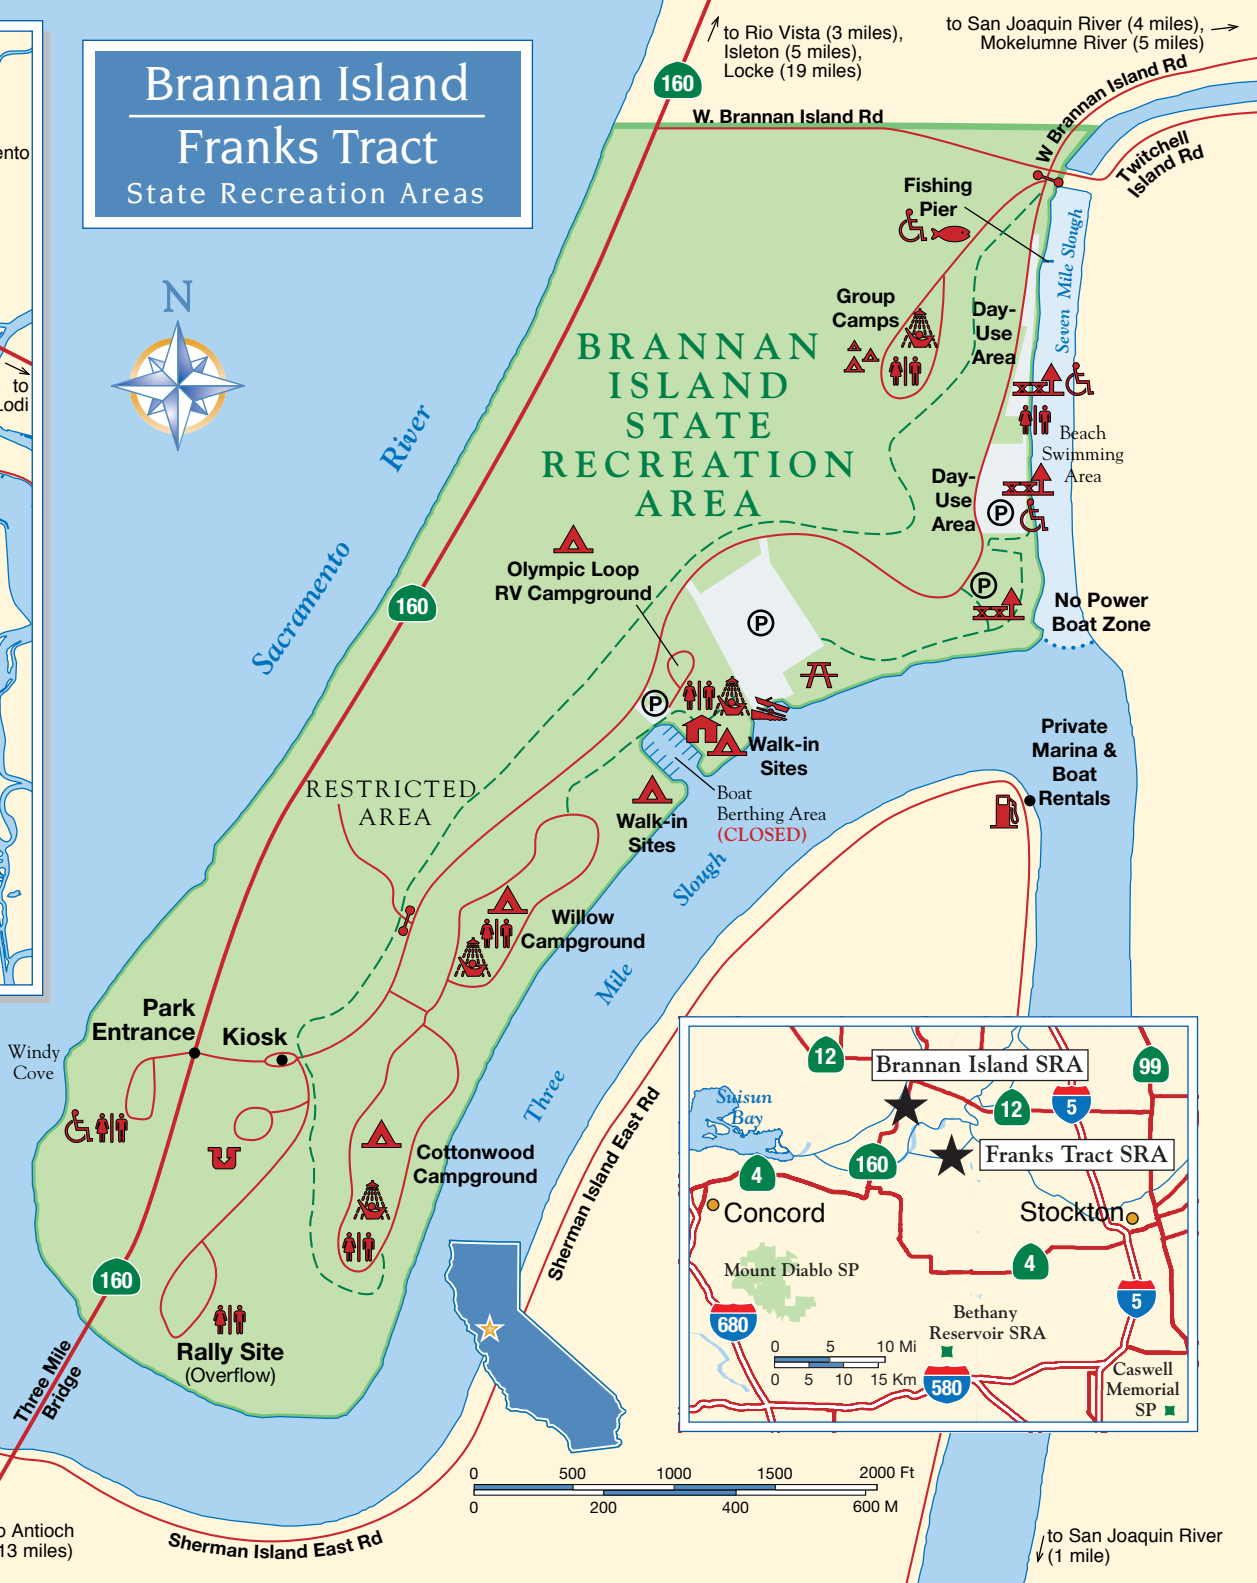 Brannan Island
Franks Tract
State Recreation Areas
to Rio Vista (3 miles),
Isleton (5 miles),
Locke (19 miles)
to San Joaquin River (4 miles),
Mokelumne River (5 miles)
160
W. Brannan Island Rd
W Brannan Island Rd
Twitchell
Island Rd
Fishing
Pier
Seven Mile Slough
N
to
Lodi
Group
Camps
Day-
Use
Area
BRANNAN
ISLAND
STATE
RECREATION
AREA
Beach
Swimming
Area
Day-
Use
Area
P
Sacramento River
Olympic Loop
RV Campground
160
P
P
No Power
Boat Zone
P
Walk-in
Sites
Private
Marina &
Boat
Rentals
RESTRICTED
AREA
Boat
Berthing Area
(CLOSED)
Walk-in
Sites
Three Mile Slough
Willow
Campground
Park
Entrance
Kiosk
Windy
Cove
Cottonwood
Campground
Sherman Island East Rd
160
Rally Site
(Overflow)
Three Mile
Bridge
12
Brannan Island SRA
99
Suisun
Bay
12
5
Franks Tract SRA
160
4
Concord
Stockton
Mount Diablo SP
4
5
680
Bethany
Reservoir SRA
0 5 10 Mi
0 5 10 15 Km
580
Caswell
Memorial
SP
0 500 1000 1500 2000 Ft
0 200 400 600 M
Antioch
13 miles)
Sherman Island East Rd
to San Joaquin River
(1 mile)